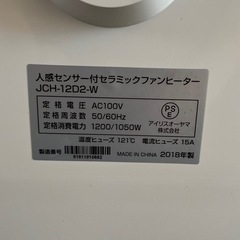 人感センサー付セラミックファンヒーター
JCH-12D2-W
定格電圧 AC100V
定格周波数 50/60Hz
定格消費電力 1200/1050W
PSE
アイリスオーヤマ株式会社
温度ヒューズ 121℃ 電流ヒューズ 15A
MADE IN CHINA 2018年製